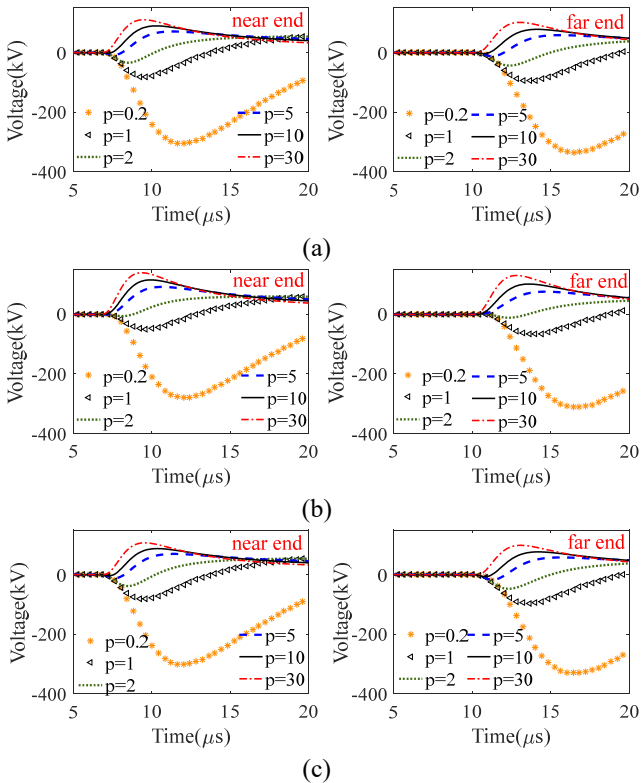 near end
far end
Voltage(kV)
0
-200
-400
p=0.2
p=1
p=2
p=5
p=10
p=30
5
10
15
20
Time(μs)
Voltage(kV)
0
-200
-400
p=0.2
p=1
p=2
p=5
p=10
p=30
5
10
15
20
Time(μs)
(a)
near end
far end
Voltage(kV)
0
-200
-400
p=0.2
p=1
p=2
p=5
p=10
p=30
5
10
15
20
Time(μs)
Voltage(kV)
0
-200
-400
p=0.2
p=1
p=2
p=5
p=10
p=30
5
10
15
20
Time(μs)
(b)
near end
far end
Voltage(kV)
0
-200
-400
p=0.2
p=1
p=2
p=5
p=10
p=30
5
10
15
20
Time(μs)
Voltage(kV)
0
-200
-400
p=0.2
p=1
p=2
p=5
p=10
p=30
5
10
15
20
Time(μs)
(c)